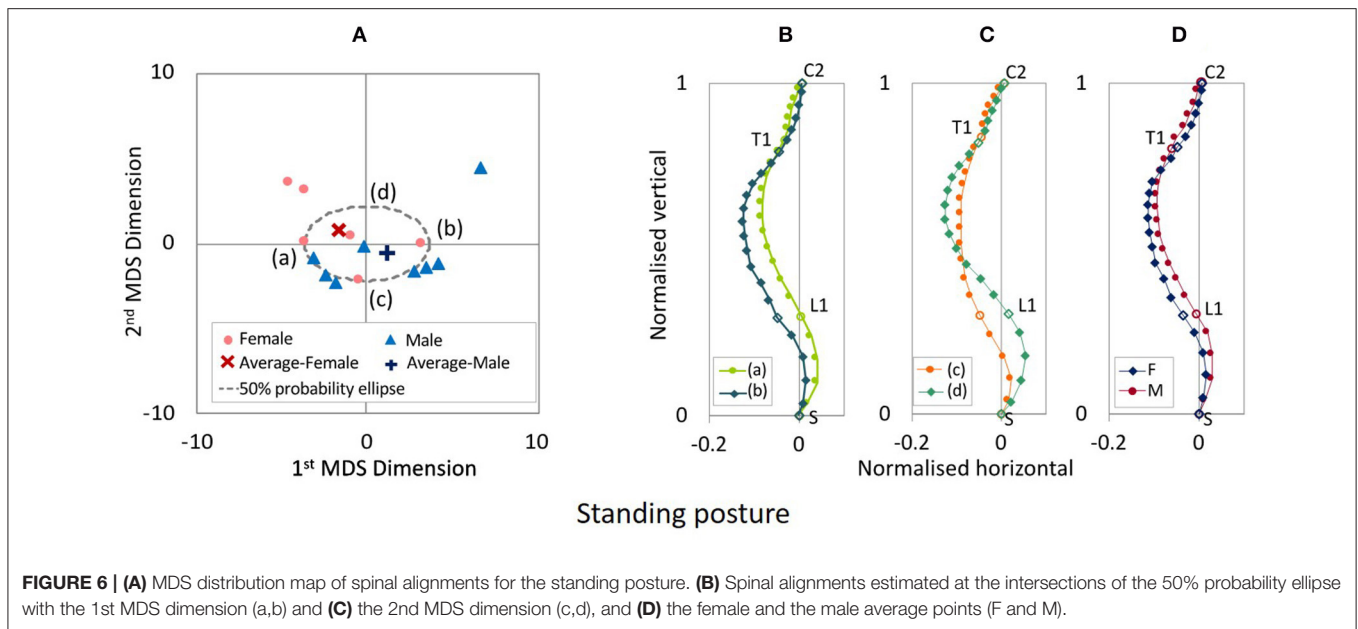 A
B
C
D
10
0
-10
-10
0
10
2nd MDS Dimension
1st MDS Dimension
(a)
(b)
(c)
(d)
Female
Male
Average-Female
Average-Male
50% probability ellipse
Normalised vertical
1
0
C2
T1
L1
S
(a)
(b)
-0.2
0
1
0
C2
T1
L1
S
(c)
(d)
-0.2
0
1
0
C2
T1
L1
S
F
M
-0.2
0
Normalised horizontal
Standing posture
FIGURE 6 | (A) MDS distribution map of spinal alignments for the standing posture. (B) Spinal alignments estimated at the intersections of the 50% probability ellipse
with the 1st MDS dimension (a,b) and (C) the 2nd MDS dimension (c,d), and (D) the female and the male average points (F and M).